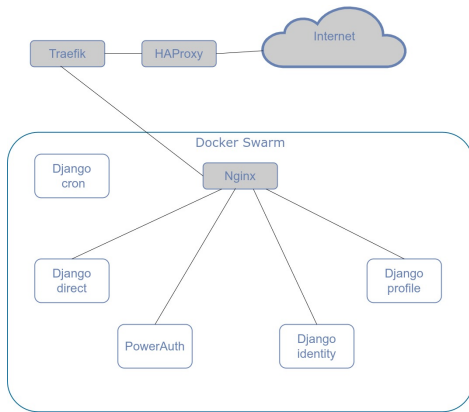 Internet
Traefik
HAProxy
Docker Swarm
Django
cron
Nginx
Django
direct
Django
profile
PowerAuth
Django
identity